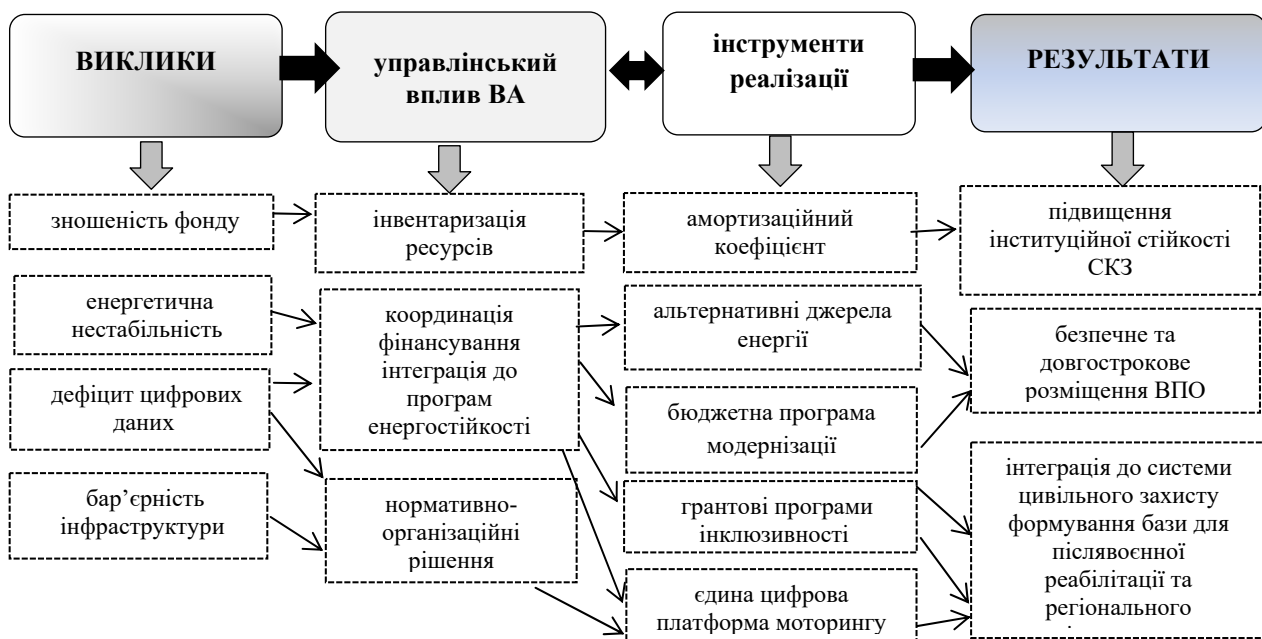 ВИКЛИКИ
управлінський
вплив ВА
інструменти
реалізації
РЕЗУЛЬТАТИ
зношеність фонду
інвентаризація
ресурсів
амортизаційний
коефіцієнт
підвищення
інституційної стійкості
СКЗ
енергетична
нестабільність
координація
фінансування
інтеграція до
програм
енергостійкості
альтернативні джерела
енергії
безпечне та
довгострокове
розміщення ВПО
дефіцит цифрових
даних
бюджетна програма
модернізації
бар’єрність
інфраструктури
нормативно-
організаційні
рішення
грантові програми
інклюзивності
єдина цифрова
платформа моторингу
інтеграція до системи
цивільного захисту
формування бази для
післявоєнної
реабілітації та
регіонального